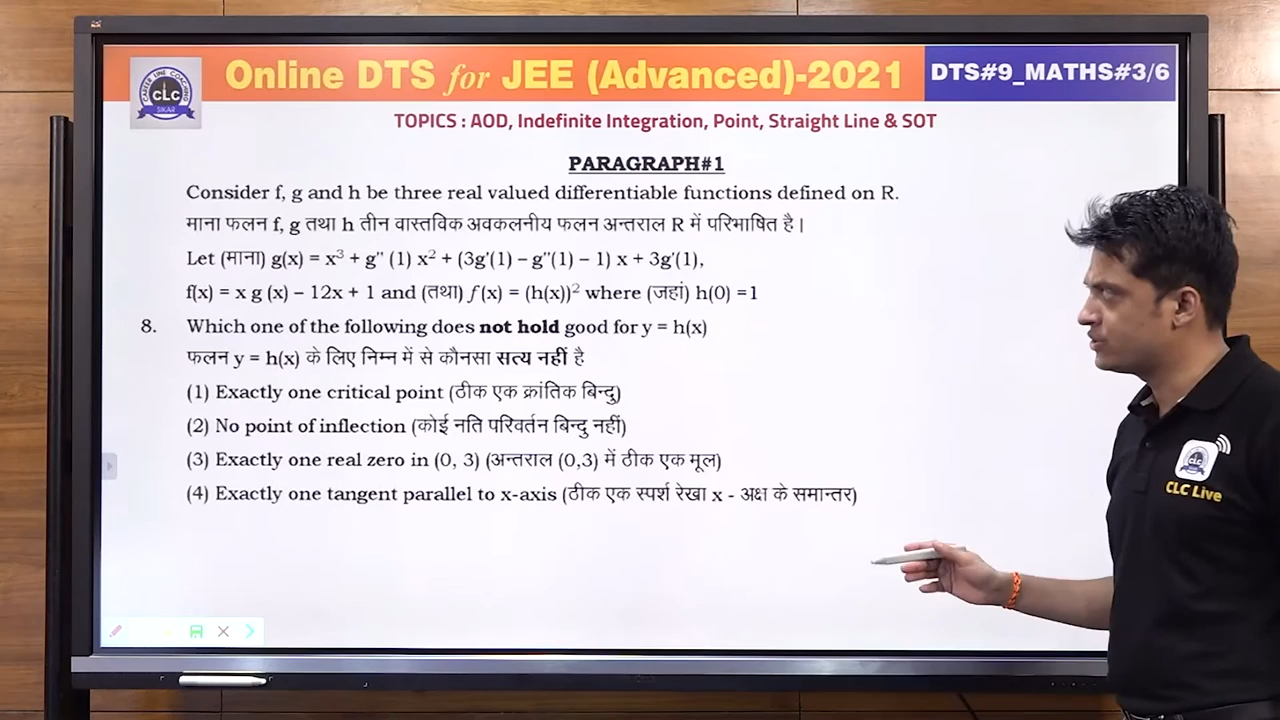 Online DTS for JEE (Advanced)-2021
DTS#9_MATHS#3/6
CAREER LINE COACHING
CLC
SIKAR
TOPICS : AOD, Indefinite Integration, Point, Straight Line & SOT
PARAGRAPH#1
Consider f, g and h be three real valued differentiable functions defined on R.
माना फलन f, g तथा h तीन वास्तविक अवकलनीय फलन अन्तराल R में परिभाषित है।
Let (माना) g(x) = x³ + g'' (1) x² + (3g'(1) – g''(1) – 1) x + 3g'(1),
f(x) = x g (x) – 12x + 1 and (तथा) f (x) = (h(x))² where (जहां) h(0) =1
8. Which one of the following does not hold good for y = h(x)
फलन y = h(x) के लिए निम्न में से कौनसा सत्य नहीं है
(1) Exactly one critical point (ठीक एक क्रांतिक बिन्दु)
(2) No point of inflection (कोई नति परिवर्तन बिन्दु नहीं)
(3) Exactly one real zero in (0, 3) (अन्तराल (0,3) में ठीक एक मूल)
(4) Exactly one tangent parallel to x-axis (ठीक एक स्पर्श रेखा x - अक्ष के समान्तर)
CLC
CLC Live